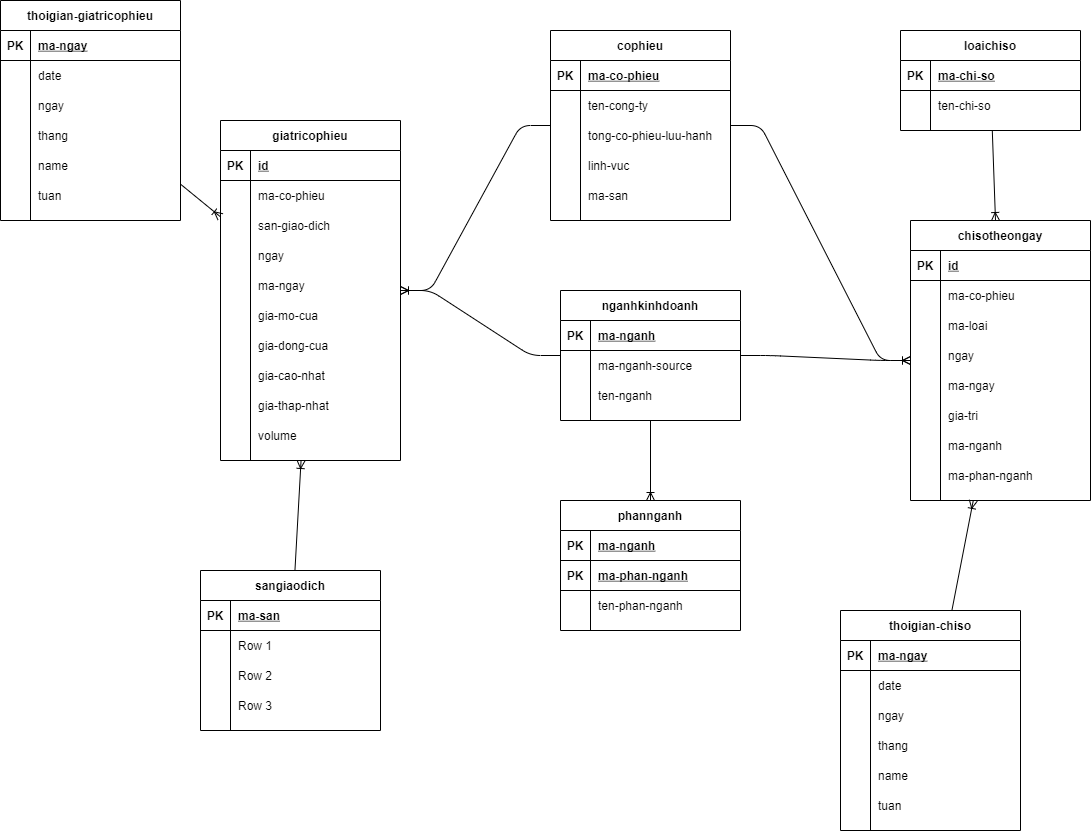 thoigian-giatricophieu
PK ma-ngay
date
ngay
thang
name
tuan
giatricophieu
PK id
ma-co-phieu
san-giao-dich
ngay
ma-ngay
gia-mo-cua
gia-dong-cua
gia-cao-nhat
gia-thap-nhat
volume
sangiaodich
PK ma-san
Row 1
Row 2
Row 3
cophieu
PK ma-co-phieu
ten-cong-ty
tong-co-phieu-luu-hanh
linh-vuc
ma-san
nganhkinhdoanh
PK ma-nganh
ma-nganh-source
ten-nganh
phannganh
PK ma-nganh
PK ma-phan-nganh
ten-phan-nganh
loaichiso
PK ma-chi-so
ten-chi-so
chisotheongay
PK id
ma-co-phieu
ma-loai
ngay
ma-ngay
gia-tri
ma-nganh
ma-phan-nganh
thoigian-chiso
PK ma-ngay
date
ngay
thang
name
tuan